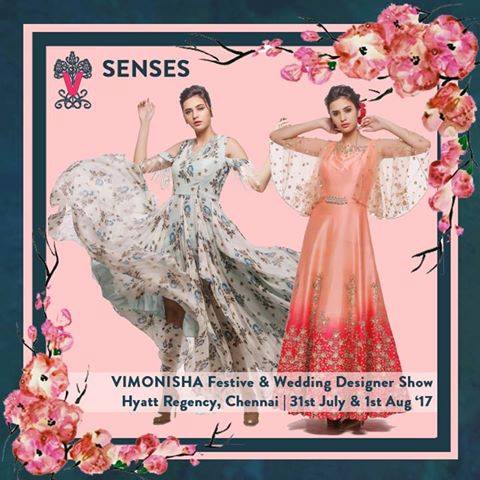 V
SENSES
VIMONISHA Festive & Wedding Designer Show
Hyatt Regency, Chennai | 31st July & 1st Aug ‘17